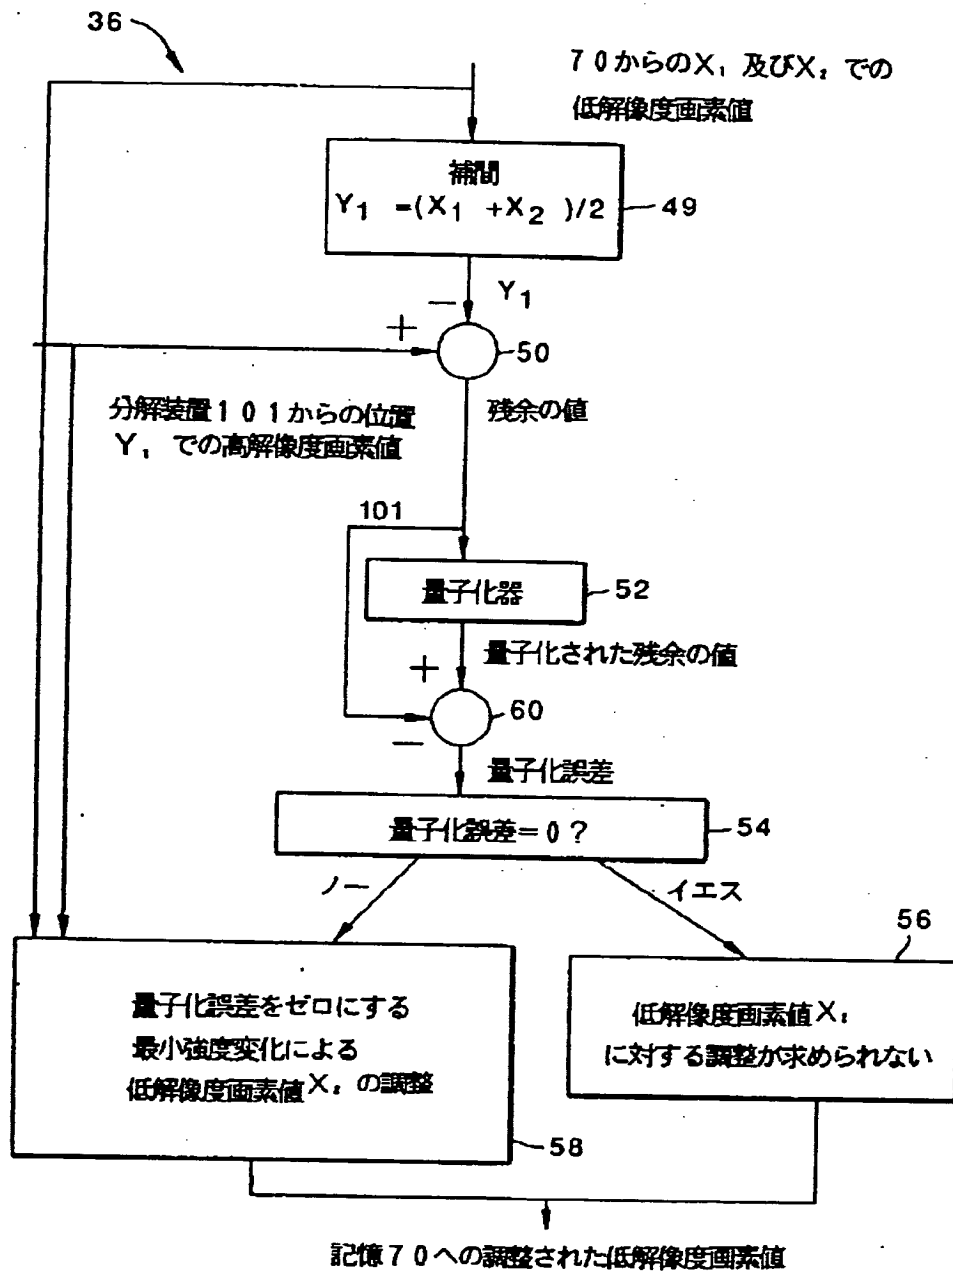 36
70からのX₁ 及びX₂ での
低解像度画素値
補間
Y₁ =(X₁ +X₂ )/2
49
Y₁
−
+
50
分解装置101からの位置
Y₁ での高解像度画素値
残余の値
101
量子化器
52
量子化された残余の値
+
60
−
量子化誤差
量子化誤差=0?
54
ノー
イエス
56
量子化誤差をゼロにする
最小強度変化による
低解像度画素値X₂ の調整
58
低解像度画素値X₂
に対する調整が求められない
記憶70への調整された低解像度画素値